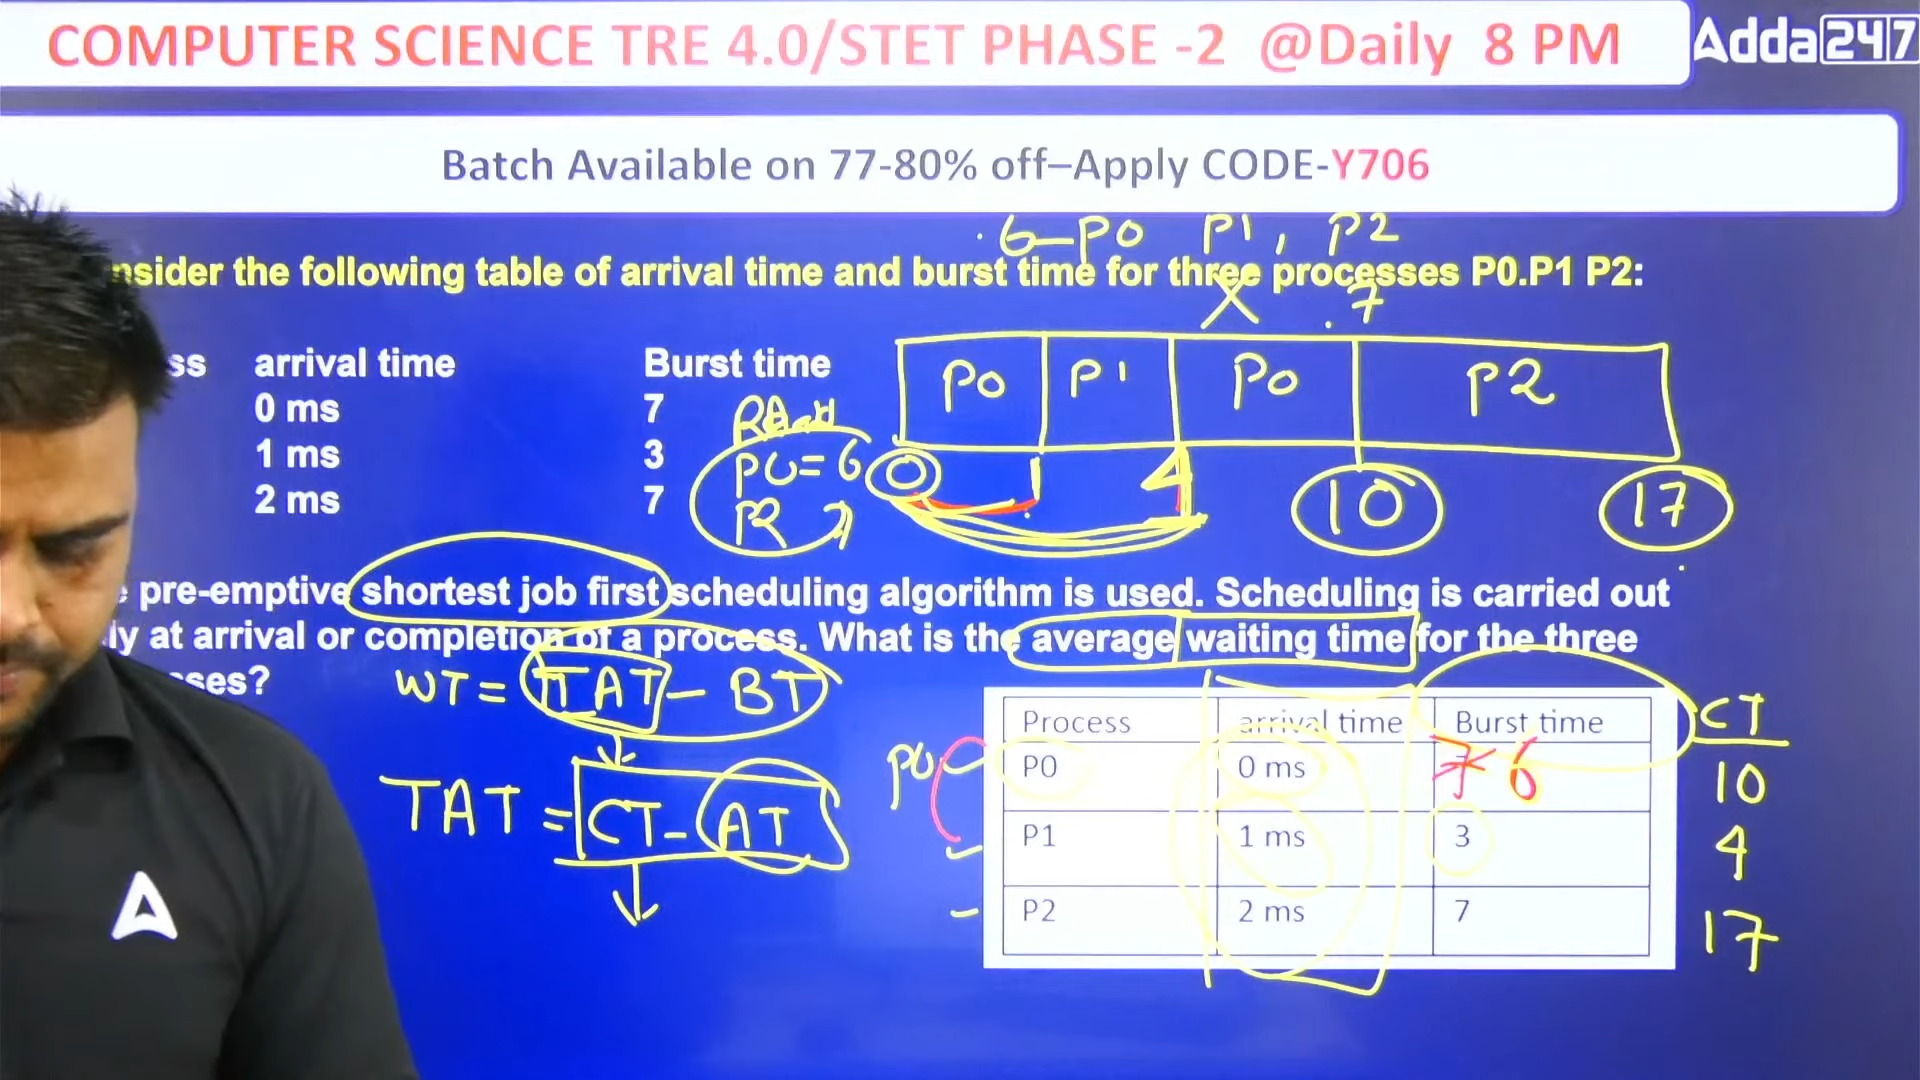 COMPUTER SCIENCE TRE 4.0/STET PHASE -2 @Daily 8 PM
Adda247
Batch Available on 77-80% off–Apply CODE-Y706
6-P0 P1, P2
nsider the following table of arrival time and burst time for three processes P0.P1 P2:
X .7
ss arrival time Burst time
0 ms 7
1 ms 3
2 ms 7
P0 P1 P0 P2
P0=6
P2 7
0 1 4 10 17
pre-emptive shortest job first scheduling algorithm is used. Scheduling is carried out
ly at arrival or completion of a process. What is the average waiting time for the three
sses?
WT = TAT - BT
TAT = CT - AT
Process arrival time Burst time CT
P0 P0 0 ms 7 6 10
P1 1 ms 3 4
P2 2 ms 7 17